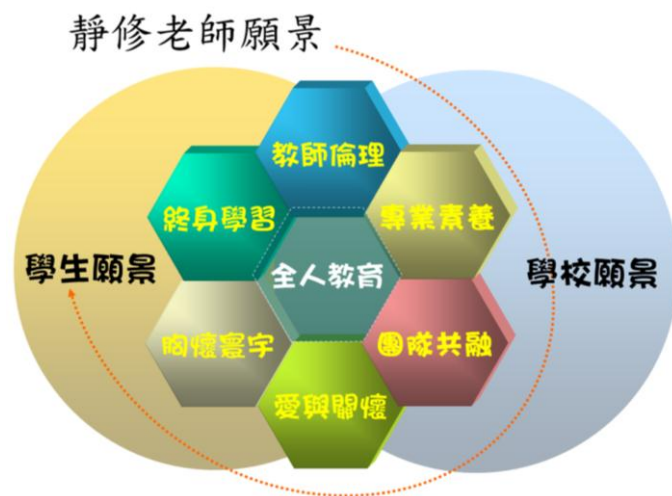 靜修老師願景
教師倫理
終身學習
專業素養
學生願景
全人教育
學校願景
胸懷寰宇
團隊共融
愛與關懷